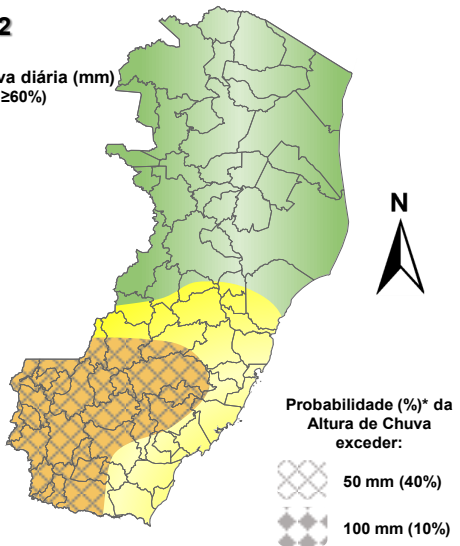 2
va diária (mm)
≥60%)
N
Probabilidade (%)* da
Altura de Chuva
exceder:
50 mm (40%)
100 mm (10%)